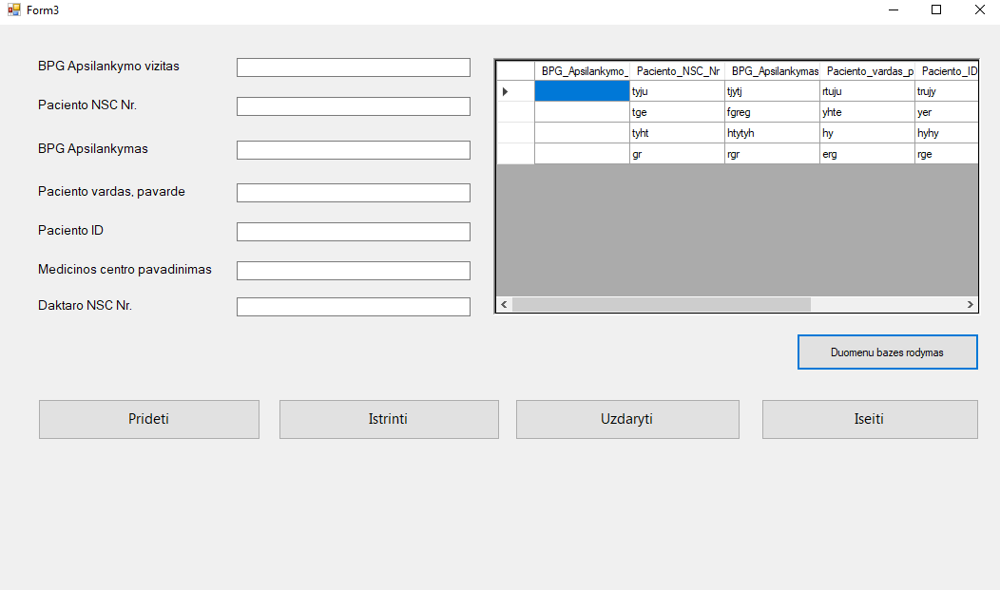 Form3
BPG Apsilankymo vizitas
Paciento NSC Nr.
BPG Apsilankymas
Paciento vardas, pavarde
Paciento ID
Medicinos centro pavadinimas
Daktaro NSC Nr.
BPG_Apsilankymo_ Paciento_NSC_Nr BPG_Apsilankymas Paciento_vardas_p Paciento_ID
tyju tjytj rtuju trujy
tge fgreg yhte yer
tyht htytyh hy hyhy
gr rgr erg rge
Duomenu bazes rodymas
Prideti Istrinti Uzdaryti Iseiti